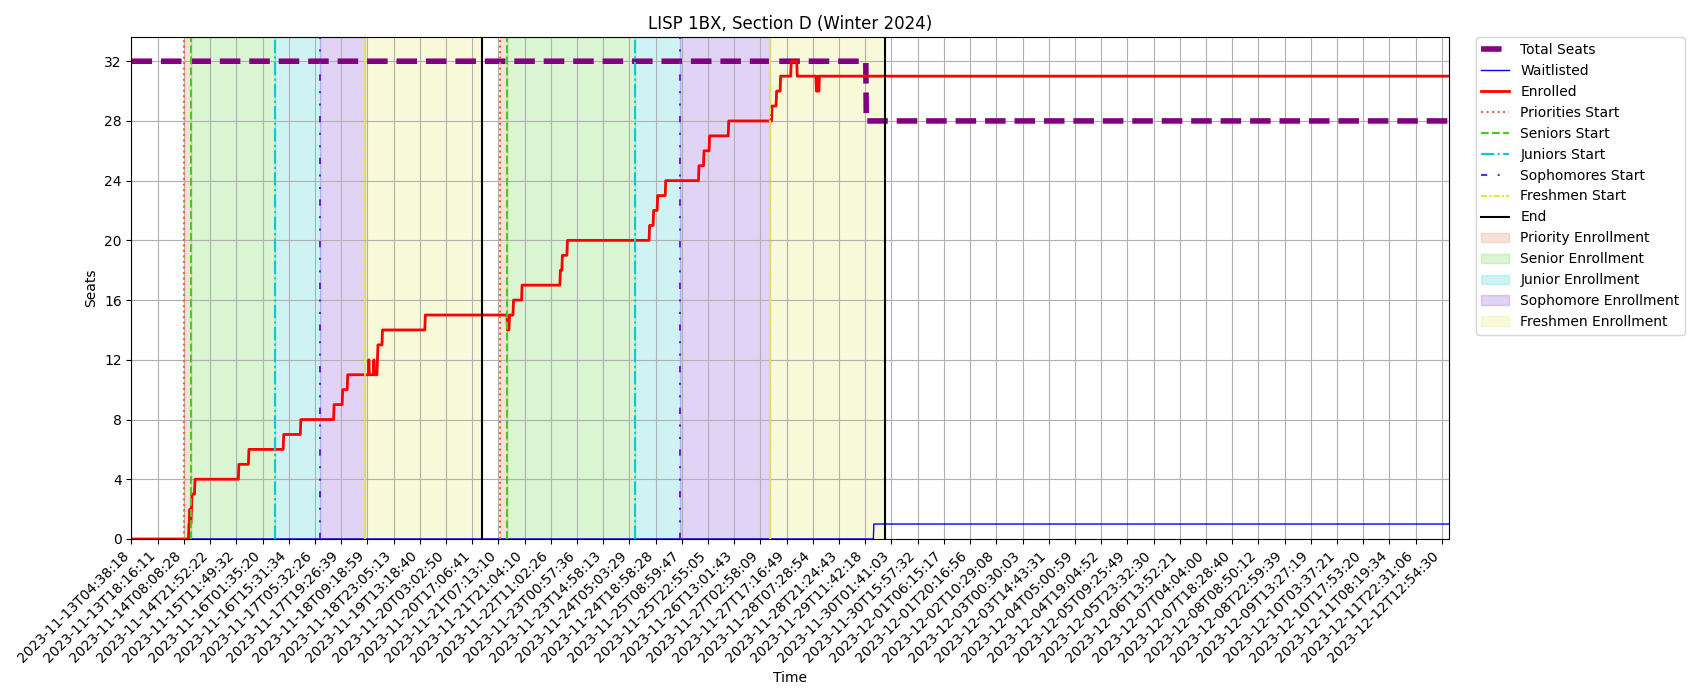 LISP 1BX, Section D (Winter 2024)
Total Seats
Waitlisted
Enrolled
Priorities Start
Seniors Start
Juniors Start
Sophomores Start
Freshmen Start
End
Priority Enrollment
Senior Enrollment
Junior Enrollment
Sophomore Enrollment
Freshmen Enrollment
Seats
32
28
24
20
16
12
8
4
0
2023-11-13T04:38:18
2023-11-13T18:16:11
2023-11-14T08:08:28
2023-11-14T21:52:22
2023-11-15T11:49:32
2023-11-16T01:35:20
2023-11-16T15:31:34
2023-11-17T05:32:26
2023-11-17T19:26:39
2023-11-18T09:18:59
2023-11-18T23:05:13
2023-11-19T13:18:40
2023-11-20T03:02:50
2023-11-20T17:06:41
2023-11-21T07:13:10
2023-11-21T21:04:10
2023-11-22T11:02:26
2023-11-23T00:57:36
2023-11-23T14:58:13
2023-11-24T05:03:29
2023-11-24T18:58:28
2023-11-25T08:59:47
2023-11-25T22:55:05
2023-11-26T13:01:43
2023-11-27T02:58:09
2023-11-27T17:16:49
2023-11-28T07:28:54
2023-11-28T21:24:43
2023-11-29T11:42:18
2023-11-30T01:41:03
2023-11-30T15:57:32
2023-12-01T06:15:17
2023-12-01T20:16:56
2023-12-02T10:29:08
2023-12-03T00:30:03
2023-12-03T14:43:31
2023-12-04T05:00:59
2023-12-04T19:04:52
2023-12-05T09:25:49
2023-12-05T23:32:30
2023-12-06T13:52:21
2023-12-07T04:04:00
2023-12-07T18:28:40
2023-12-08T08:50:12
2023-12-08T22:59:39
2023-12-09T13:27:19
2023-12-10T03:37:21
2023-12-10T17:53:20
2023-12-11T08:19:34
2023-12-11T22:31:06
2023-12-12T12:54:30
Time